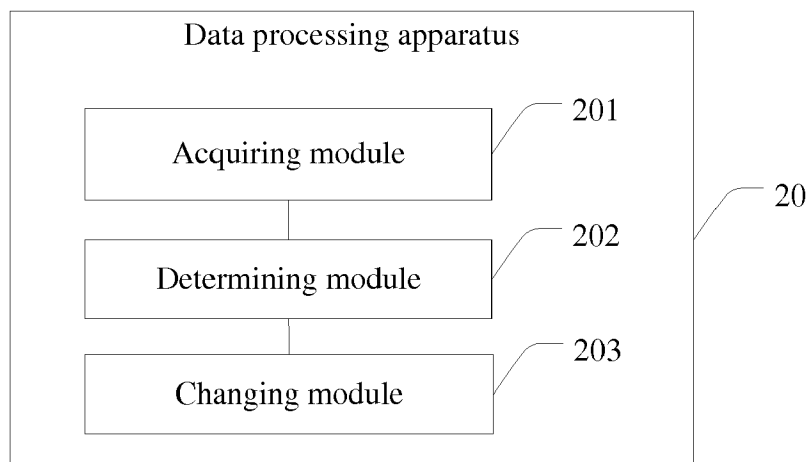 Data processing apparatus
201
Acquiring module
20
202
Determining module
203
Changing module